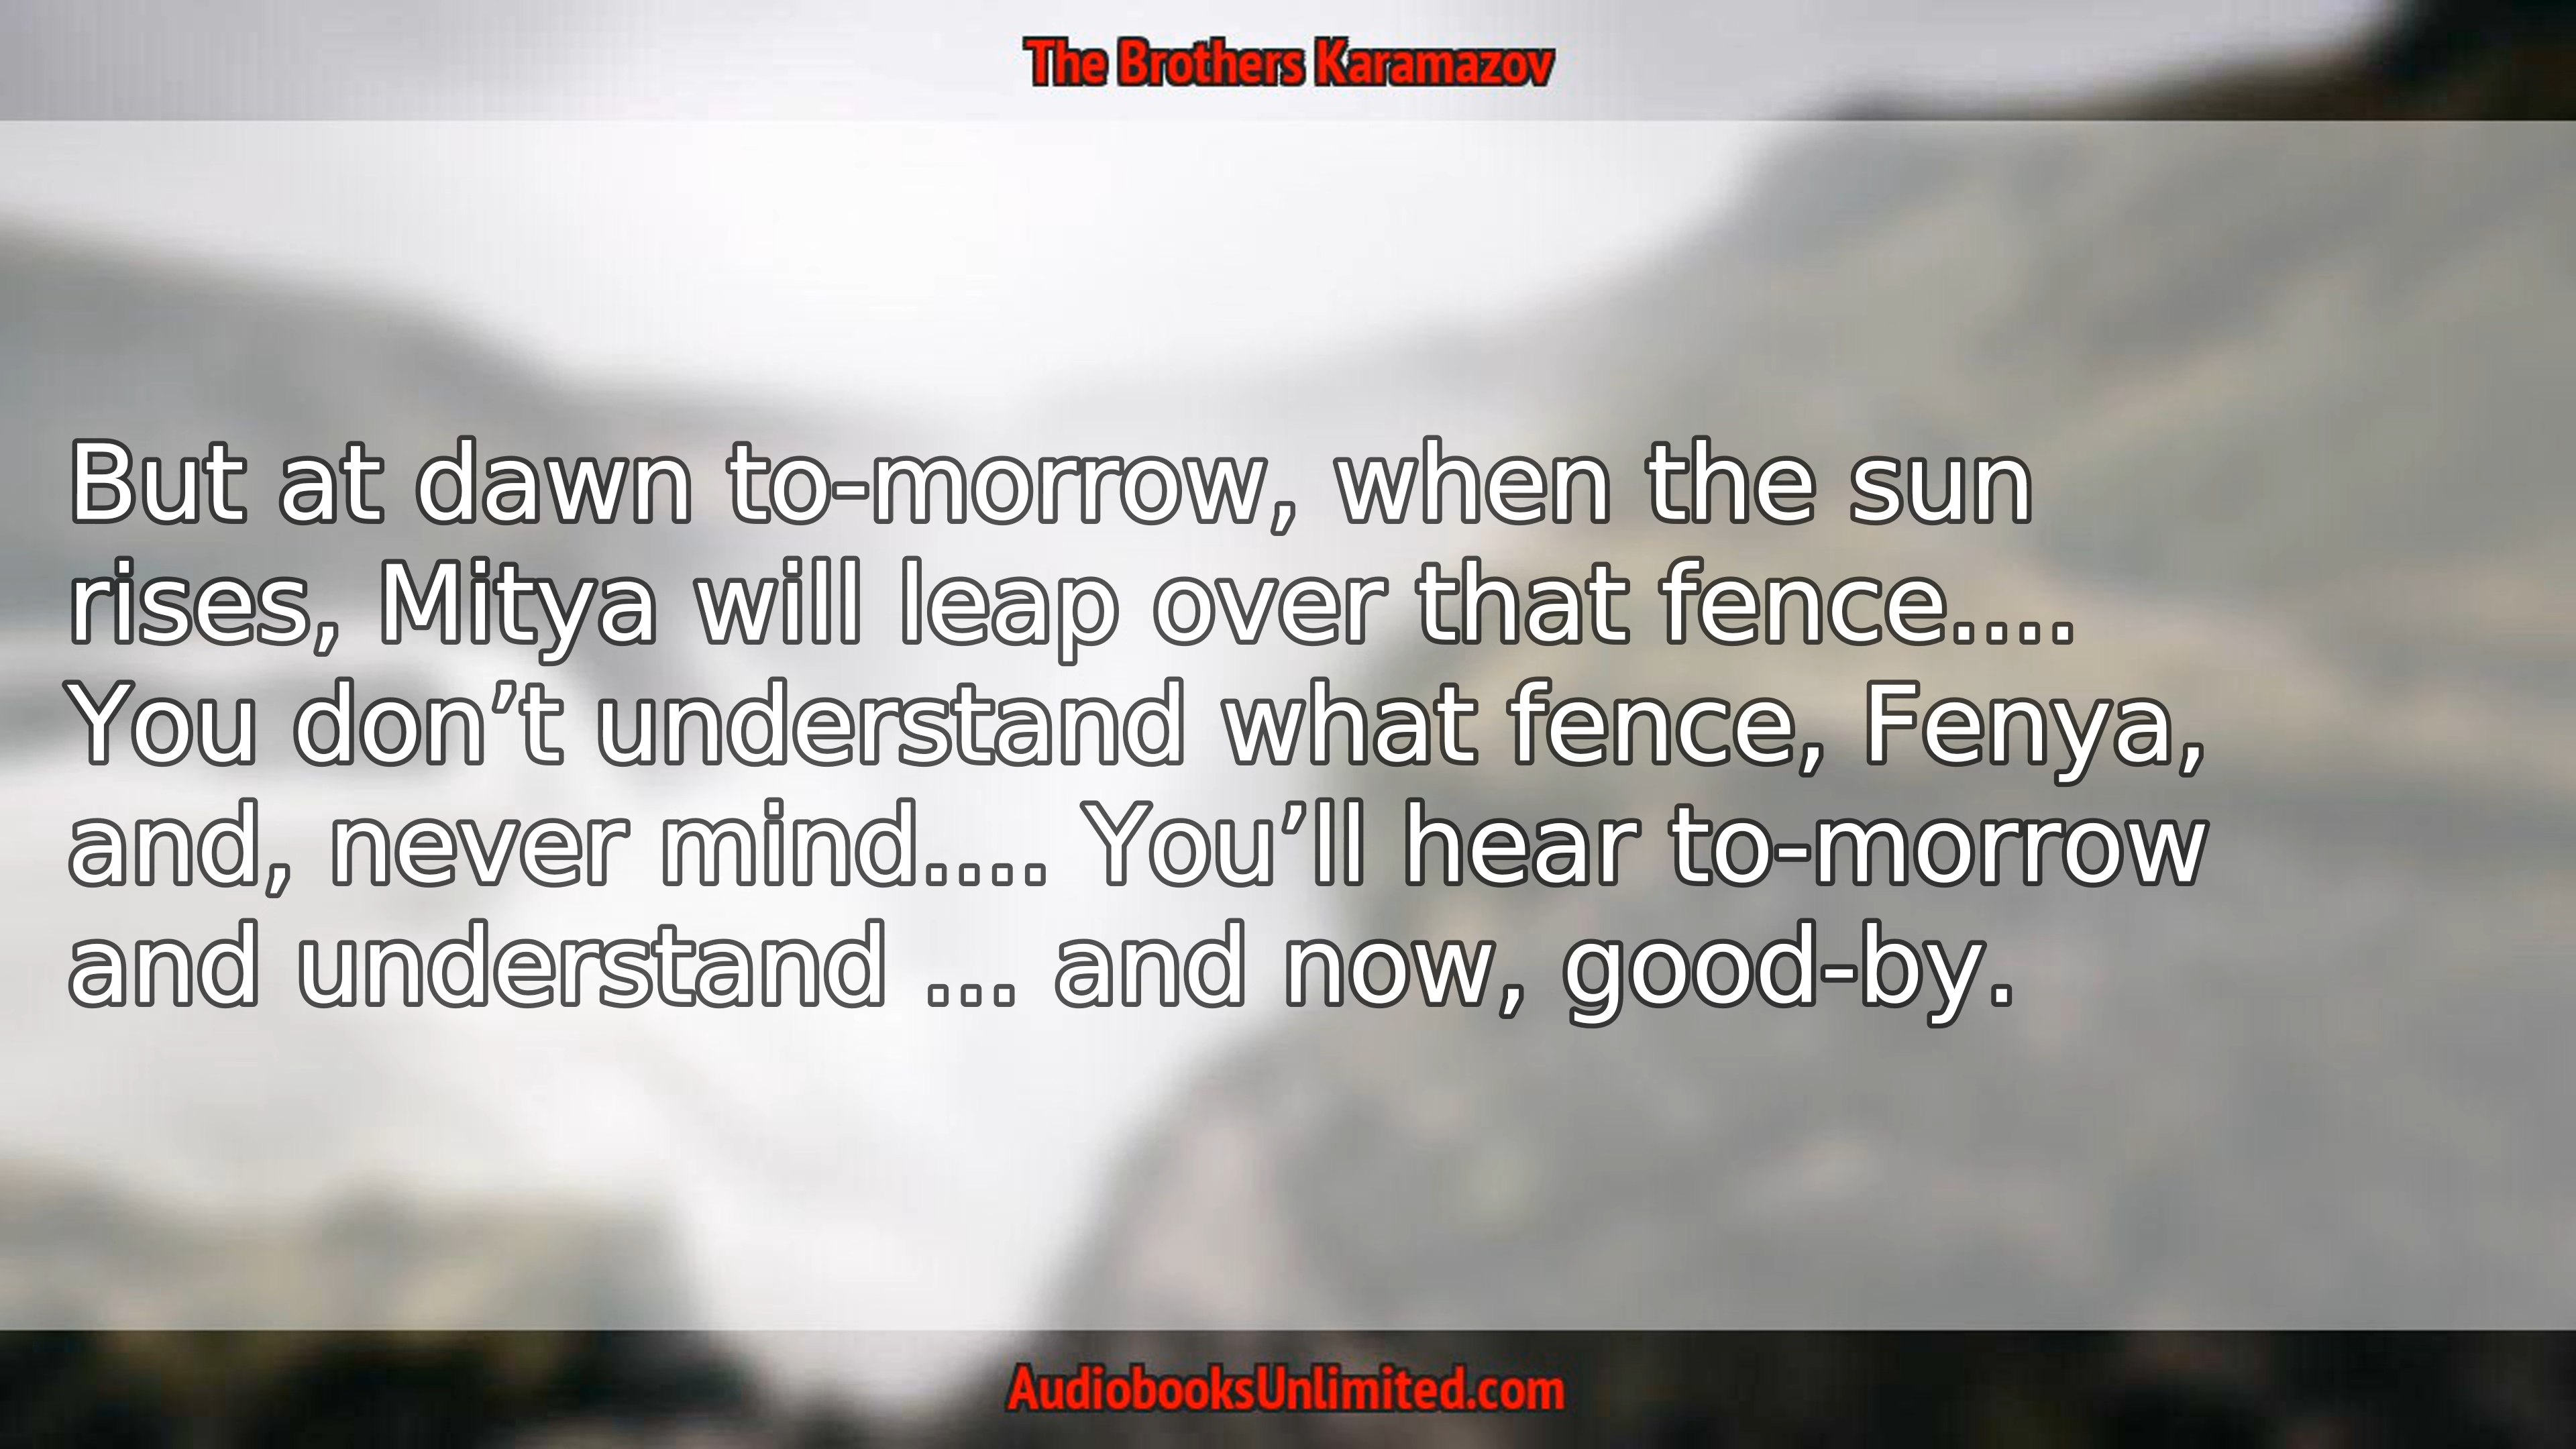 The Brothers Karamazov
But at dawn to-morrow, when the sun
rises, Mitya will leap over that fence....
You don’t understand what fence, Fenya,
and, never mind.... You’ll hear to-morrow
and understand ... and now, good-by.
AudiobooksUnlimited.com